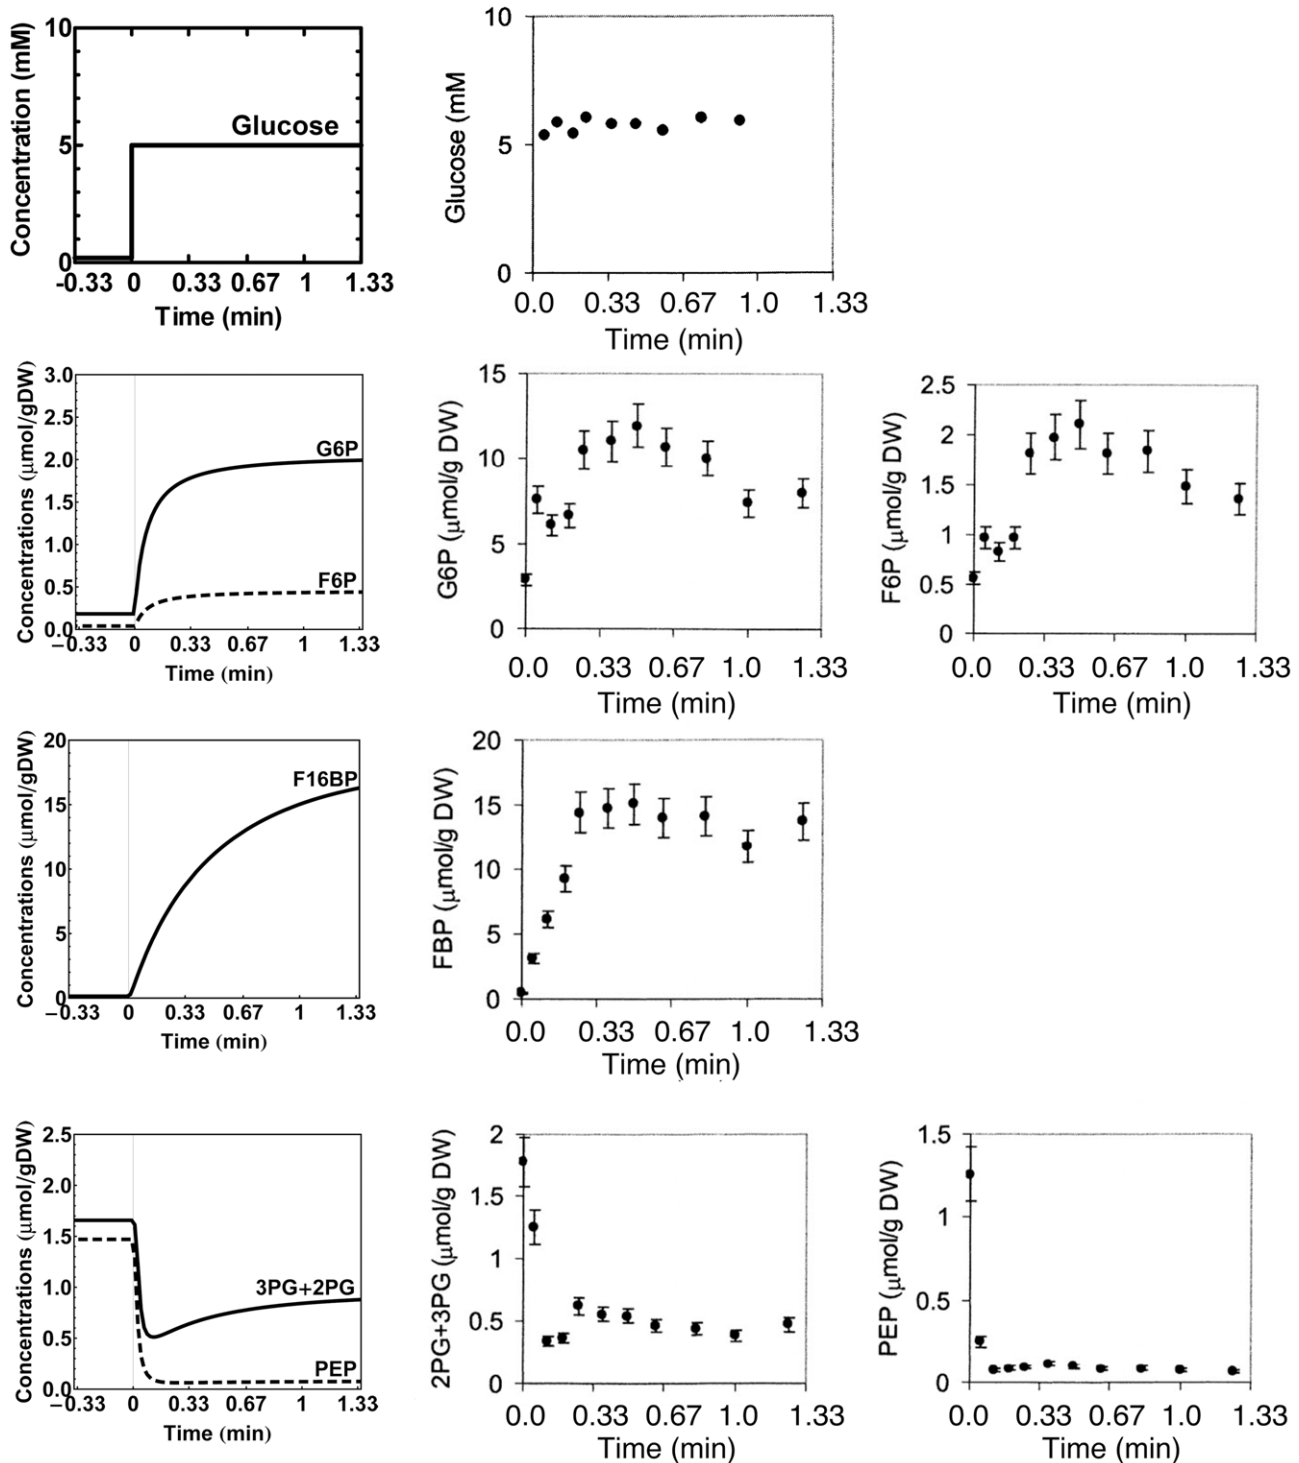 Concentration (mM)
10
5
0
Glucose
-0.33 0 0.33 0.67 1 1.33
Time (min)
Glucose (mM
10
5
0
0.0 0.33 0.67 1.0 1.33
Time (min)
Concentrations (μmol/gDW)
3.0
2.5
2.0
1.5
1.0
0.5
0.0
G6P
F6P
−0.33 0 0.33 0.67 1 1.33
Time (min)
G6P (μmol/g DW)
15
10
5
0
0.0 0.33 0.67 1.0 1.33
Time (min)
F6P (μmol/g DW)
2.5
2
1.5
1
0.5
0
0.0 0.33 0.67 1.0 1.33
Time (min)
Concentrations (μmol/gDW)
20
15
10
5
0
F16BP
−0.33 0 0.33 0.67 1 1.33
Time (min)
FBP (μmol/g DW)
20
15
10
5
0
0.0 0.33 0.67 1.0 1.33
Time (min)
Concentrations (μmol/gDW)
2.5
2.0
1.5
1.0
0.5
0.0
3PG+2PG
PEP
−0.33 0 0.33 0.67 1 1.33
Time (min)
2PG+3PG (μmol/g DW)
2
1.5
1
0.5
0
0.0 0.33 0.67 1.0 1.33
Time (min)
PEP (μmol/g DW)
1.5
1
0.5
0
0.0 0.33 0.67 1.0 1.33
Time (min)